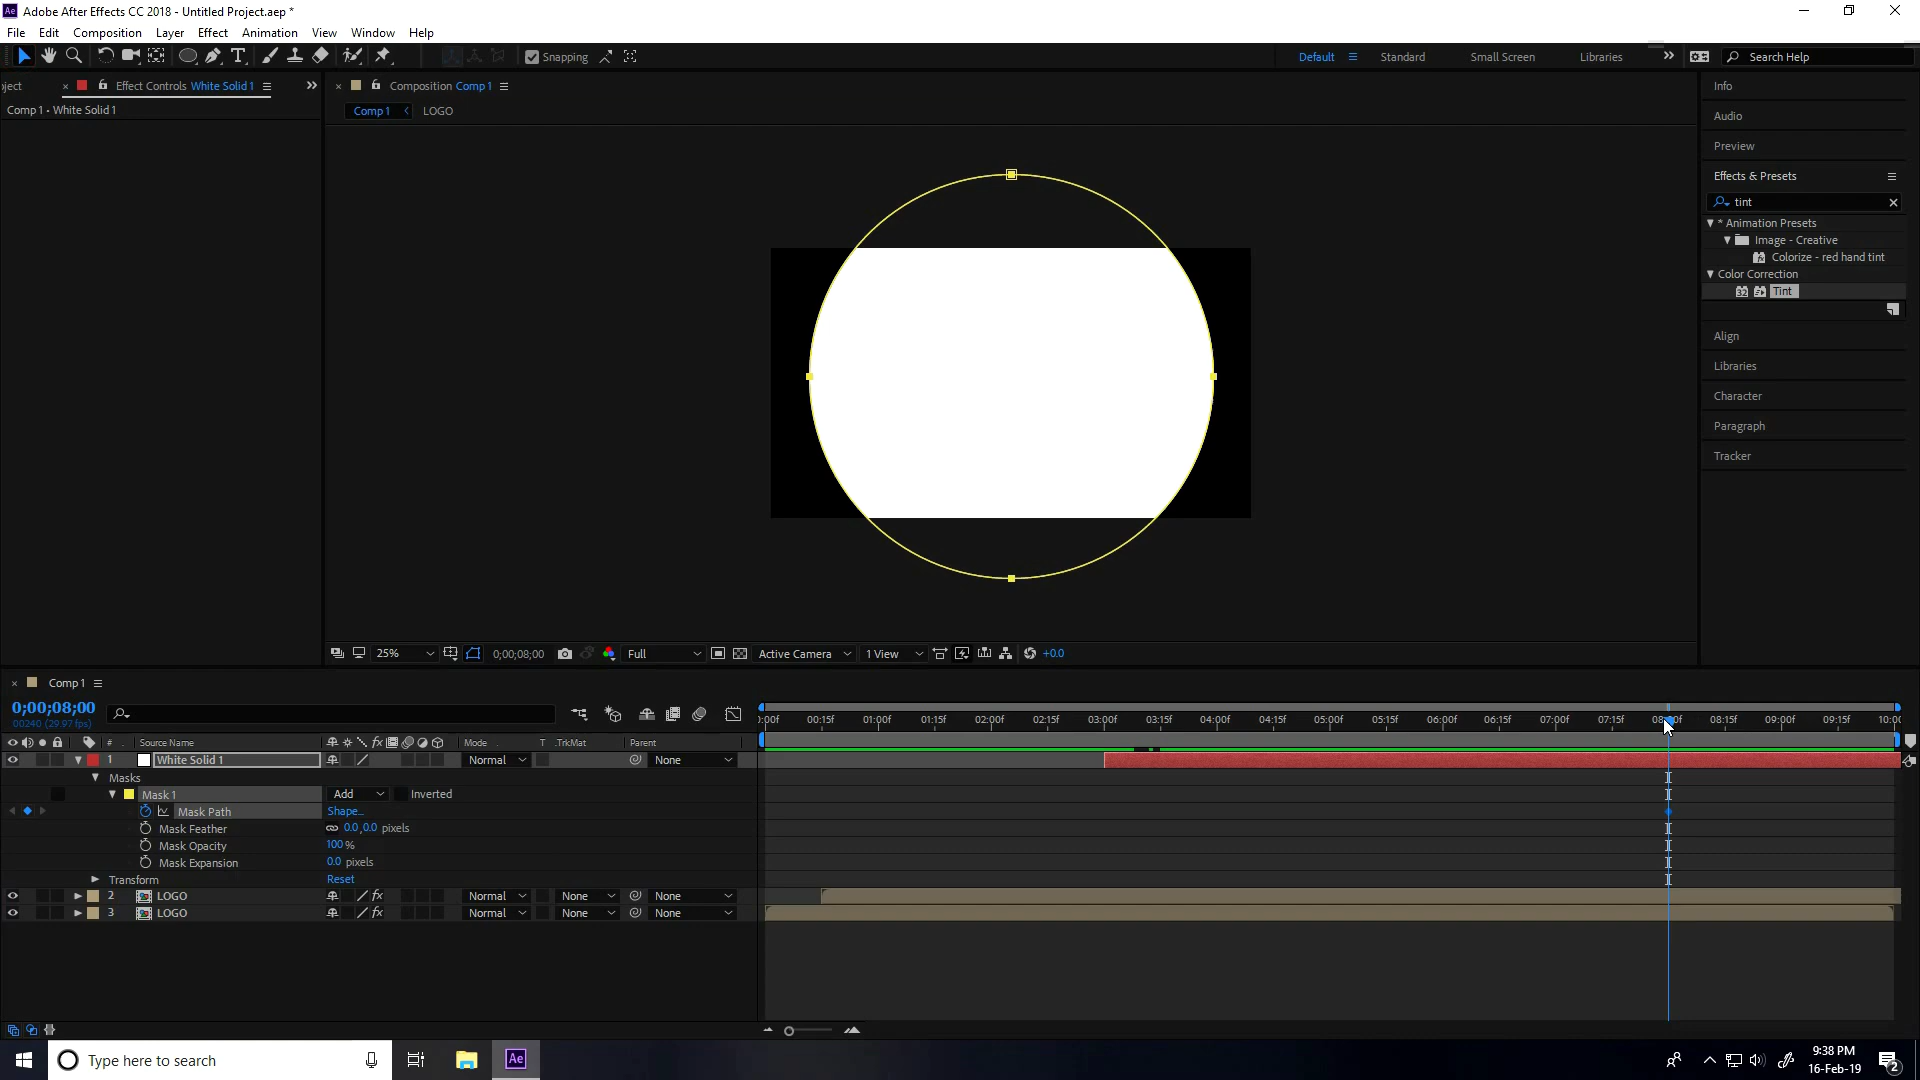 Adobe After Effects CC 2018 - Untitled Project.aep *
File Edit Composition Layer Effect Animation View Window Help
Snapping Default Standard Small Screen Libraries Search Help
ject Effect Controls White Solid 1
Comp 1 • White Solid 1
Composition Comp 1
Comp 1 LOGO
Info
Audio
Preview
Effects & Presets
tint
* Animation Presets
Image - Creative
Colorize - red hand tint
Color Correction
32 Tint
Align
Libraries
Character
Paragraph
Tracker
25% 0;00;08;00 Full Active Camera 1 View +0.0
Comp 1
0;00;08;00
00240 (29.97 fps)
:00f 00:15f 01:00f 01:15f 02:00f 02:15f 03:00f 03:15f 04:00f 04:15f 05:00f 05:15f 06:00f 06:15f 07:00f 07:15f 08:00f 08:15f 09:00f 09:15f 10:00
# Source Name Mode T .TrkMat Parent
1 White Solid 1 Normal None
Masks
Mask 1 Add Inverted
Mask Path Shape...
Mask Feather 0.0,0.0 pixels
Mask Opacity 100%
Mask Expansion 0.0 pixels
Transform Reset
2 LOGO fx Normal None None
3 LOGO fx Normal None None
Type here to search Ae
9:38 PM
16-Feb-19
2